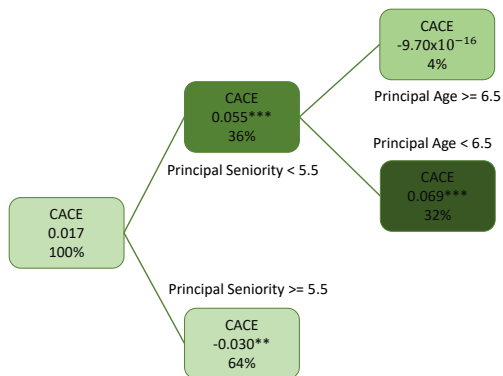 CACE
-9.70x10⁻¹⁶
4%
Principal Age >= 6.5
CACE
0.055***
36%
Principal Seniority < 5.5
Principal Age < 6.5
CACE
0.069***
32%
CACE
0.017
100%
Principal Seniority >= 5.5
CACE
-0.030**
64%